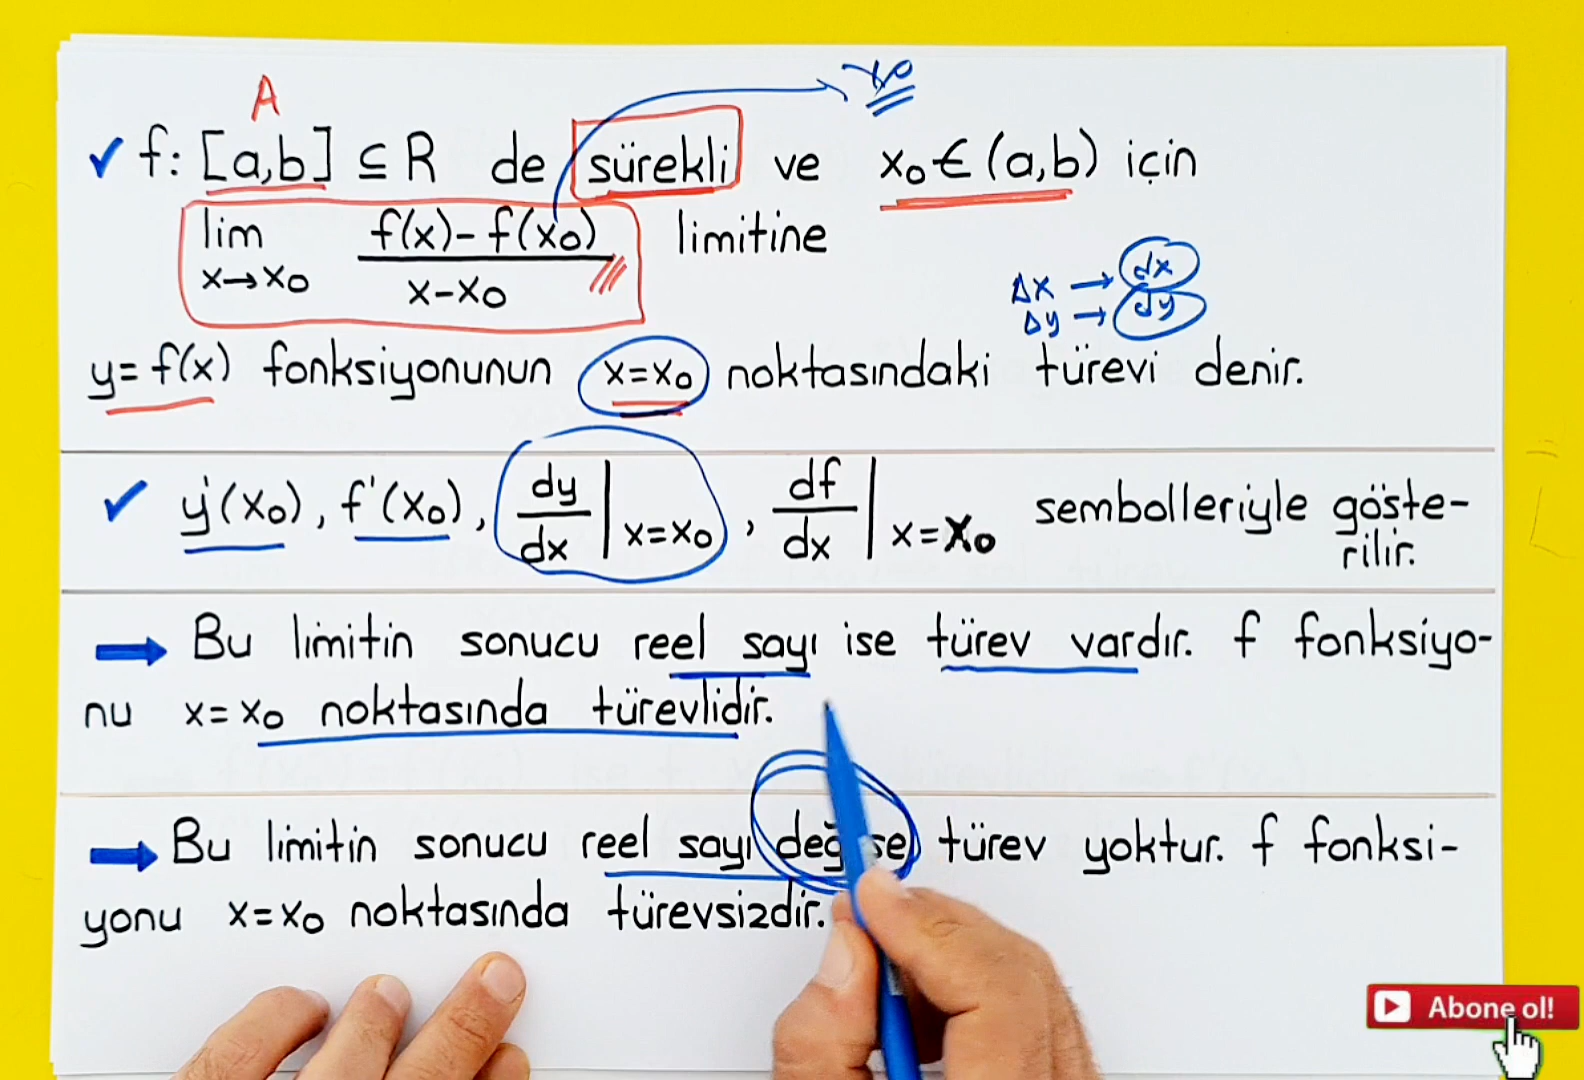 A
x₀
✓ f: [a,b] ⊆ R de sürekli ve x₀ ∈ (a,b) için
lim x→x₀ f(x)-f(x₀) / x-x₀ limitine
Δx → dx
Δy → dy
y= f(x) fonksiyonunun x=x₀ noktasındaki türevi denir.
✓ y'(x₀), f'(x₀), dy/dx | x=x₀ , df/dx | x=x₀ sembolleriyle göste-
rilir.
➡ Bu limitin sonucu reel sayı ise türev vardır. f fonksiyo-
nu x=x₀ noktasında türevlidir.
➡ Bu limitin sonucu reel sayı türev yoktur. f fonksi-
yonu x=x₀ noktasında türevsizdir.
Abone ol!